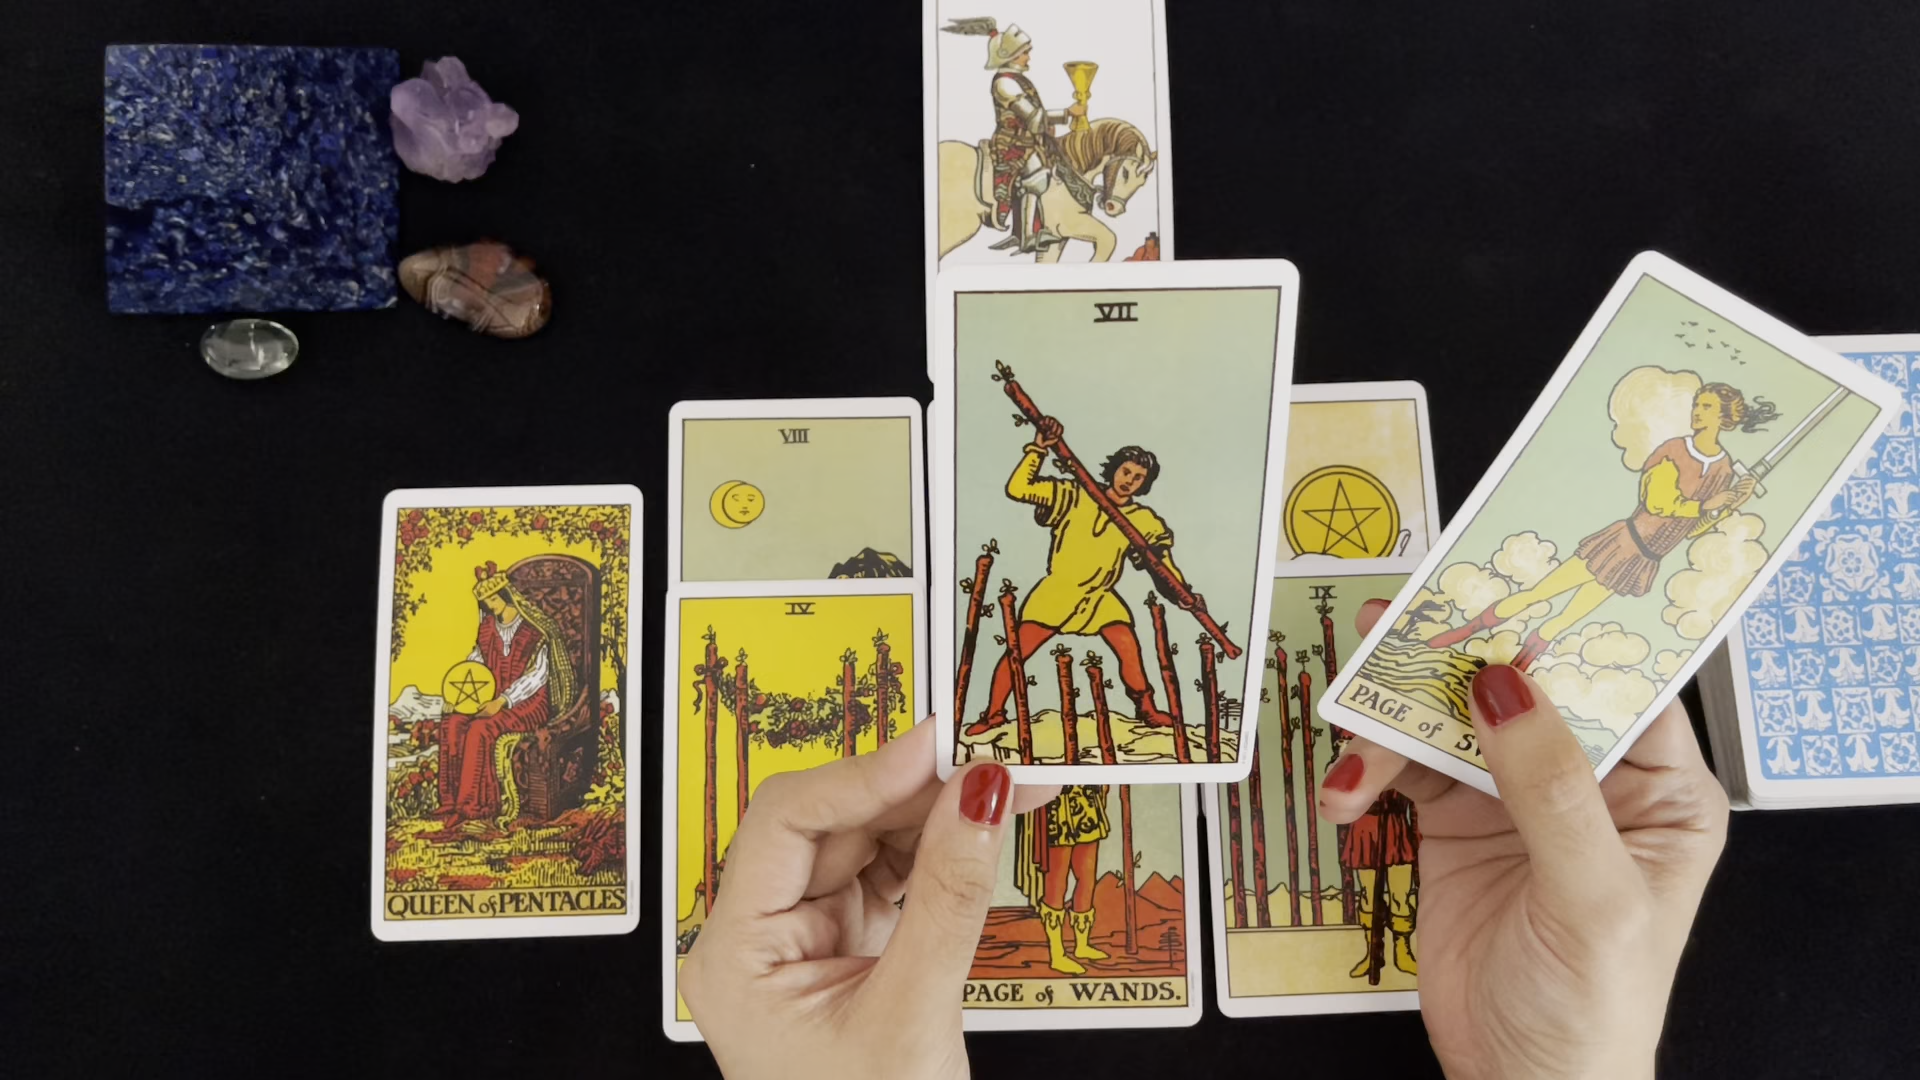 VII
VIII
IV
IX
QUEEN of PENTACLES
PAGE of WANDS.
PAGE of